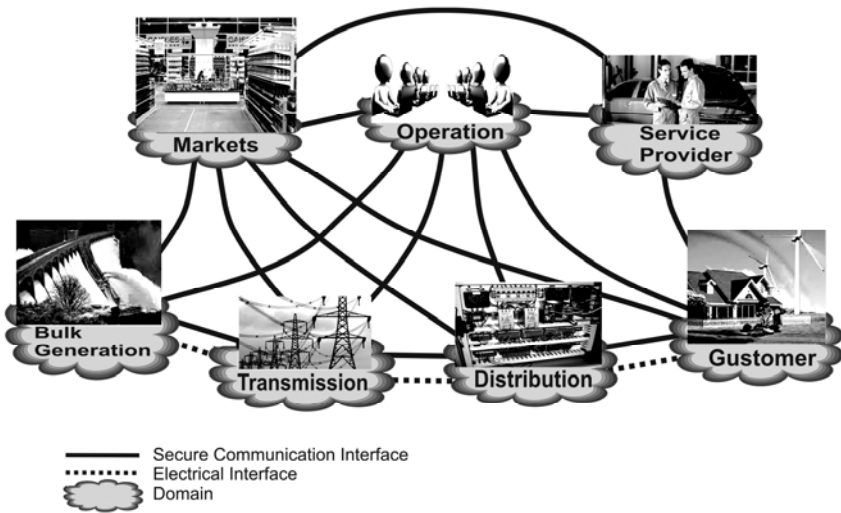 Markets
Operation
Service
Provider
Bulk
Generation
Transmission
Distribution
Gustomer
Secure Communication Interface
Electrical Interface
Domain